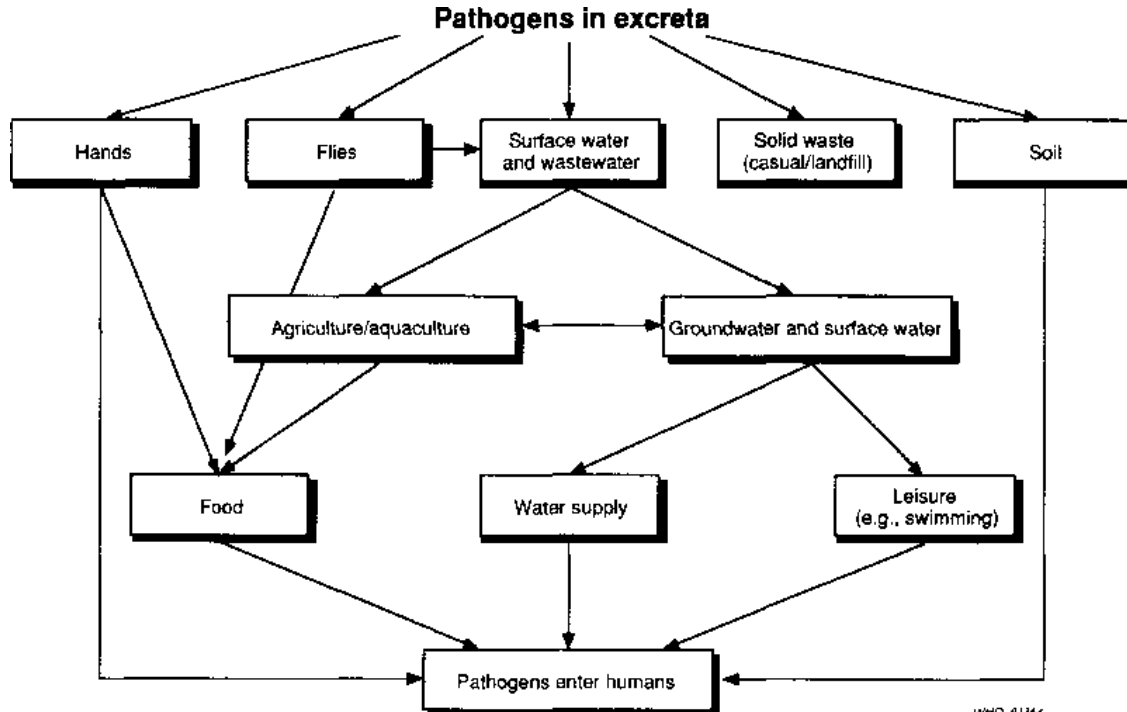 Pathogens in excreta
Hands
Flies
Surface water
and wastewater
Solid waste
(casual/landfill)
Soil
Agriculture/aquaculture
Groundwater and surface water
Food
Water supply
Leisure
(e.g., swimming)
Pathogens enter humans
WHO